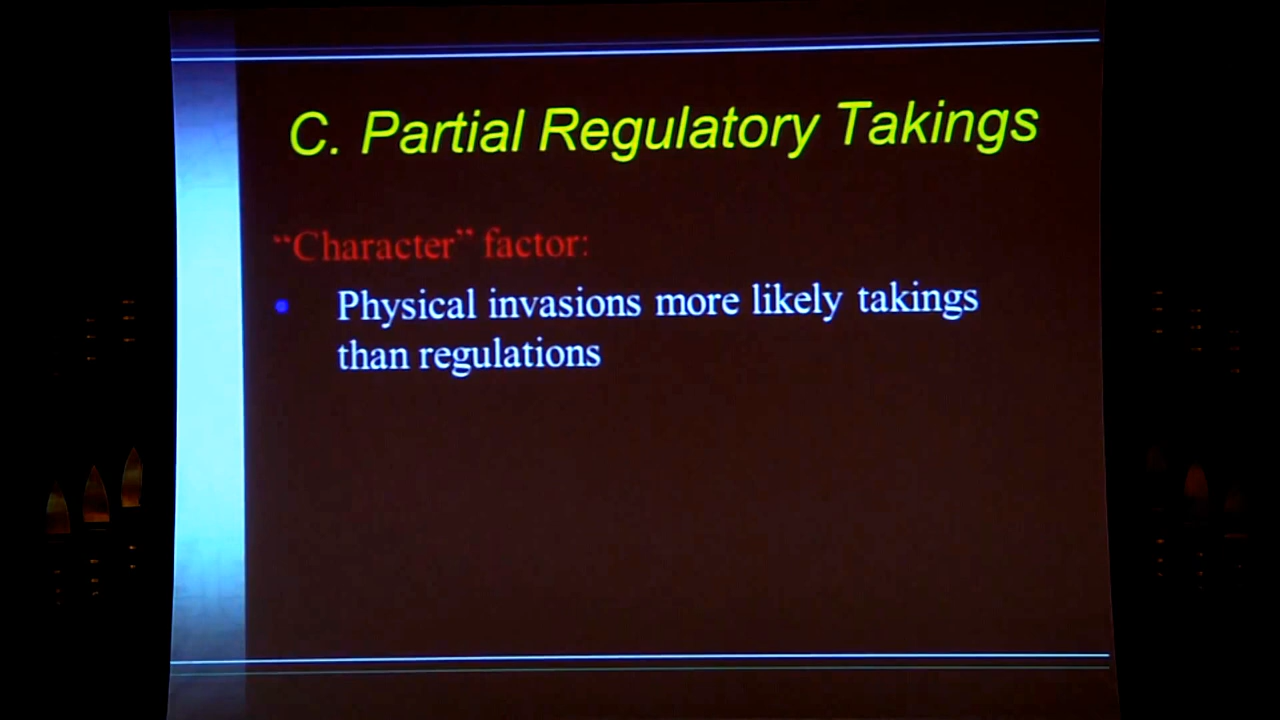 C. Partial Regulatory Takings
“Character” factor:
• Physical invasions more likely takings
than regulations